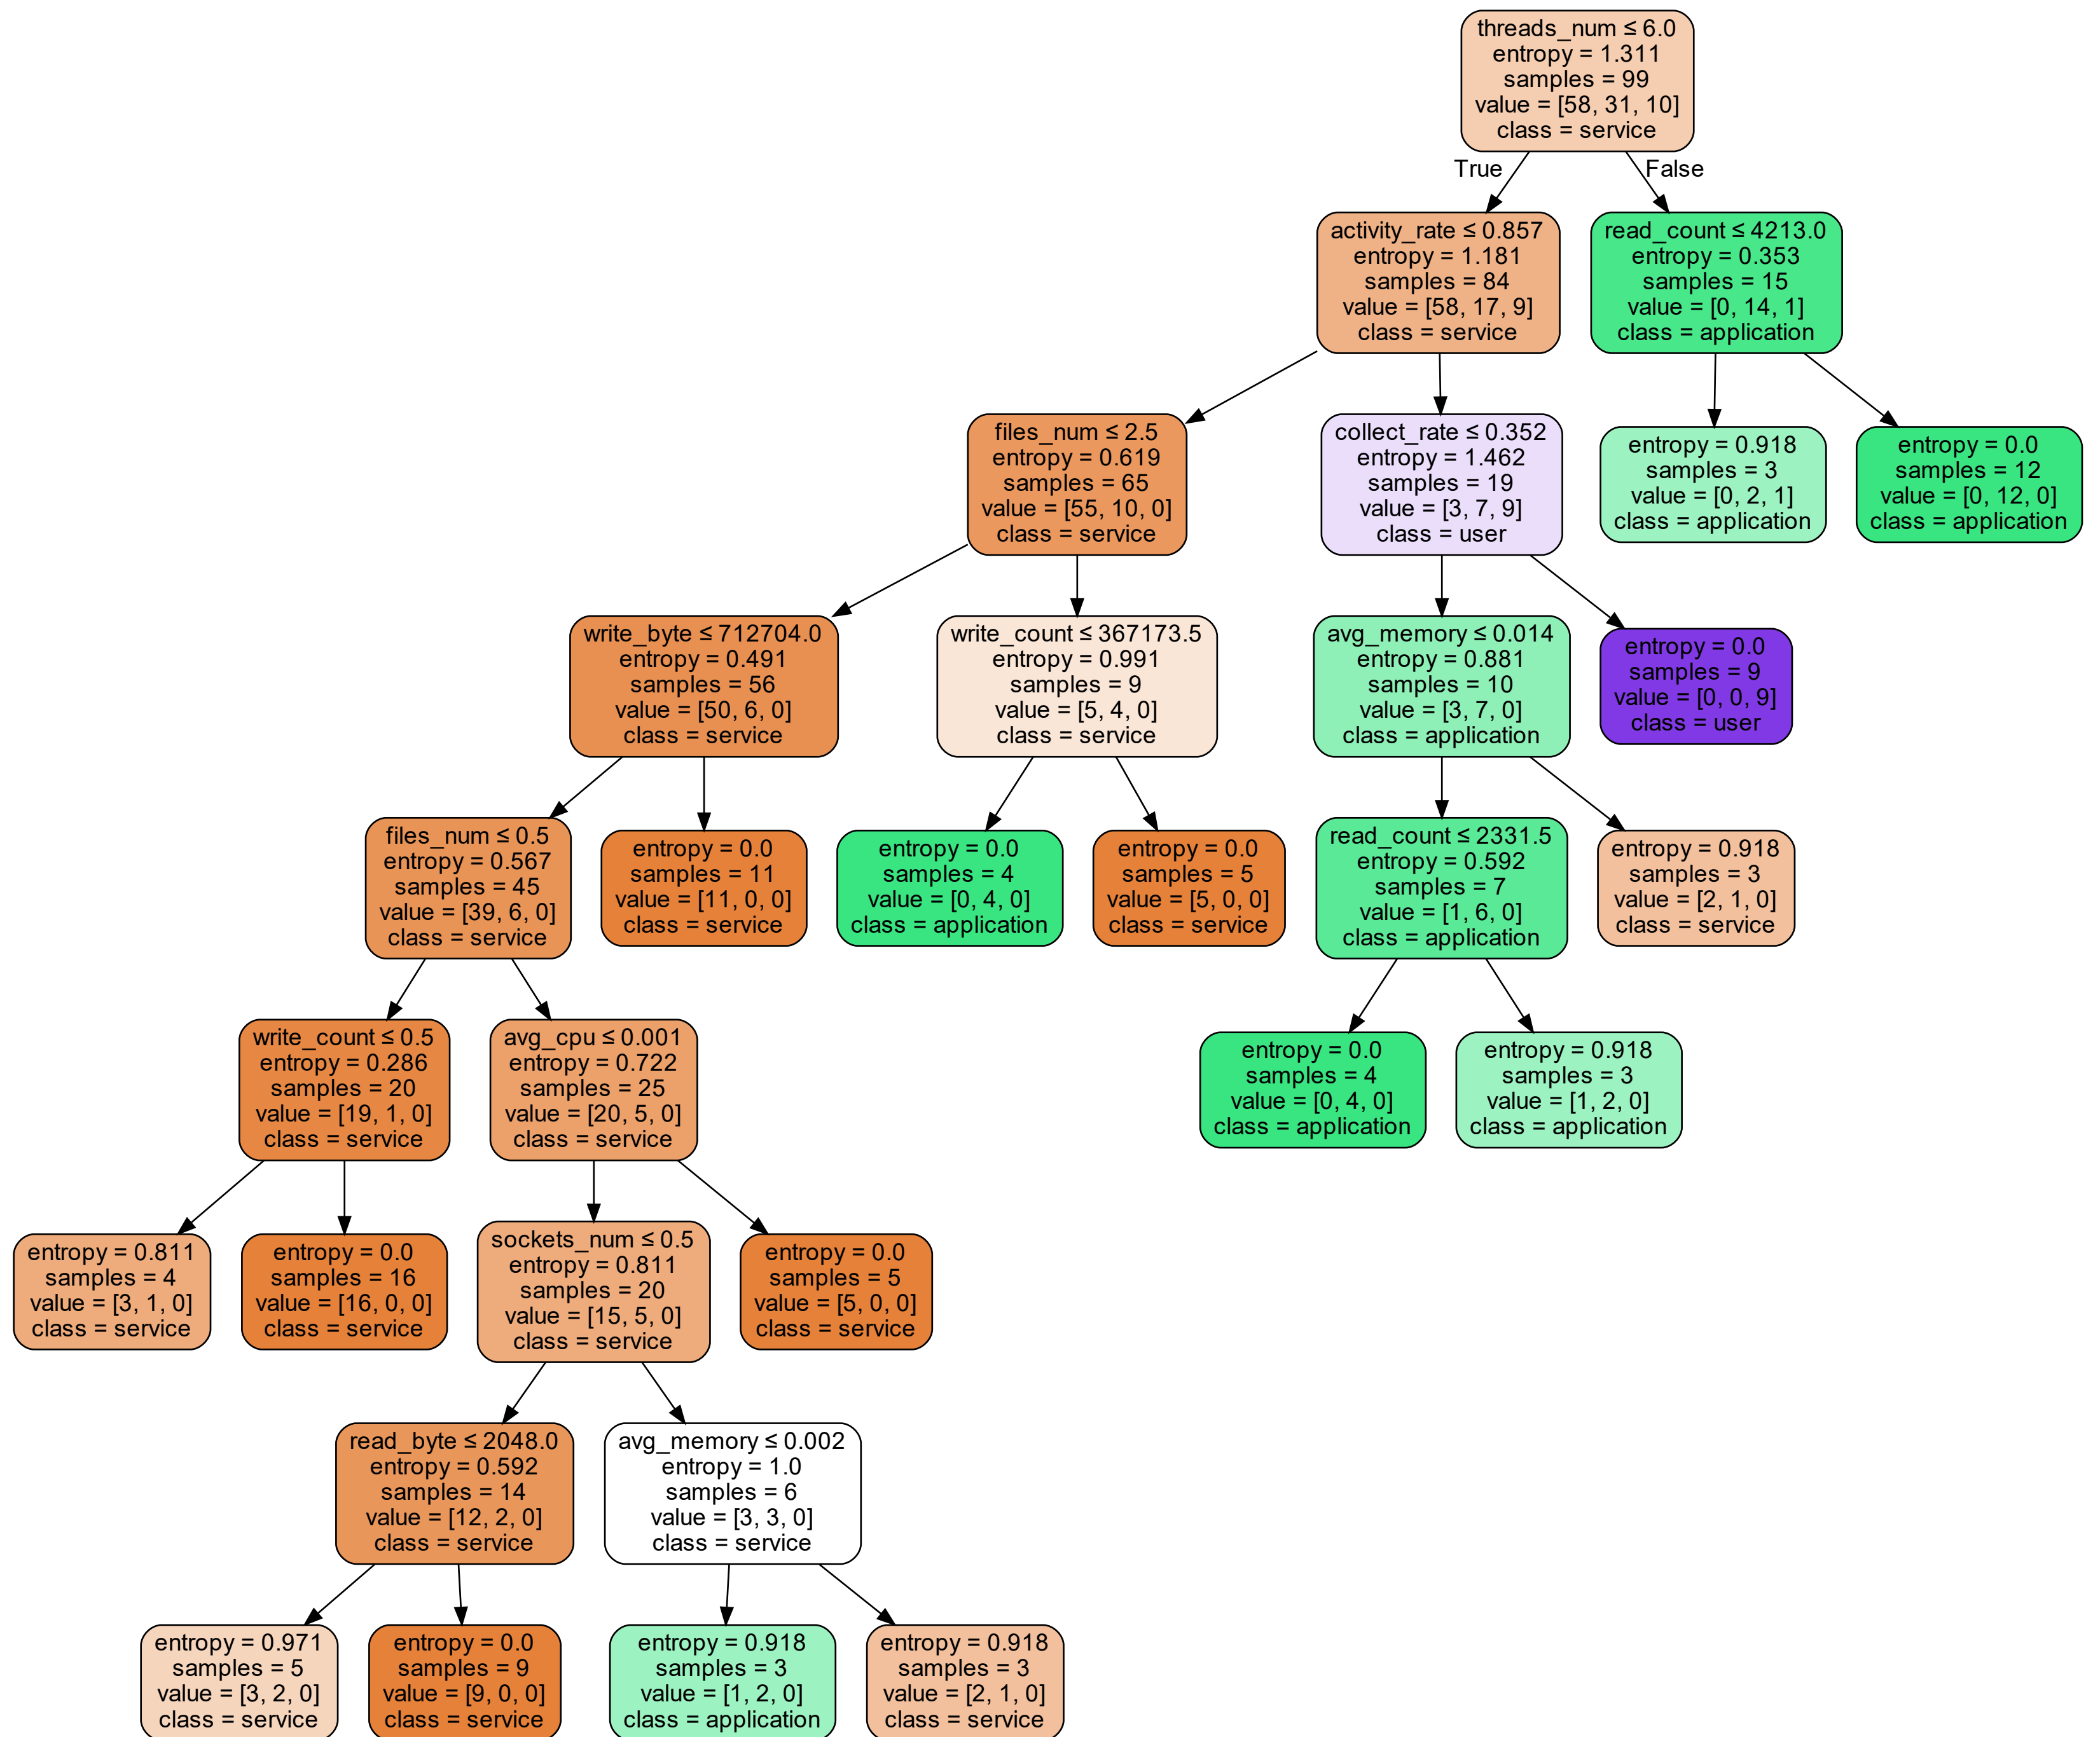 threads_num ≤ 6.0
entropy = 1.311
samples = 99
value = [58, 31, 10]
class = service
True
False
activity_rate ≤ 0.857
entropy = 1.181
samples = 84
value = [58, 17, 9]
class = service
read_count ≤ 4213.0
entropy = 0.353
samples = 15
value = [0, 14, 1]
class = application
files_num ≤ 2.5
entropy = 0.619
samples = 65
value = [55, 10, 0]
class = service
collect_rate ≤ 0.352
entropy = 1.462
samples = 19
value = [3, 7, 9]
class = user
entropy = 0.918
samples = 3
value = [0, 2, 1]
class = application
entropy = 0.0
samples = 12
value = [0, 12, 0]
class = application
write_byte ≤ 712704.0
entropy = 0.491
samples = 56
value = [50, 6, 0]
class = service
write_count ≤ 367173.5
entropy = 0.991
samples = 9
value = [5, 4, 0]
class = service
avg_memory ≤ 0.014
entropy = 0.881
samples = 10
value = [3, 7, 0]
class = application
entropy = 0.0
samples = 9
value = [0, 0, 9]
class = user
files_num ≤ 0.5
entropy = 0.567
samples = 45
value = [39, 6, 0]
class = service
entropy = 0.0
samples = 11
value = [11, 0, 0]
class = service
entropy = 0.0
samples = 4
value = [0, 4, 0]
class = application
entropy = 0.0
samples = 5
value = [5, 0, 0]
class = service
read_count ≤ 2331.5
entropy = 0.592
samples = 7
value = [1, 6, 0]
class = application
entropy = 0.918
samples = 3
value = [2, 1, 0]
class = service
write_count ≤ 0.5
entropy = 0.286
samples = 20
value = [19, 1, 0]
class = service
avg_cpu ≤ 0.001
entropy = 0.722
samples = 25
value = [20, 5, 0]
class = service
entropy = 0.0
samples = 4
value = [0, 4, 0]
class = application
entropy = 0.918
samples = 3
value = [1, 2, 0]
class = application
entropy = 0.811
samples = 4
value = [3, 1, 0]
class = service
entropy = 0.0
samples = 16
value = [16, 0, 0]
class = service
sockets_num ≤ 0.5
entropy = 0.811
samples = 20
value = [15, 5, 0]
class = service
entropy = 0.0
samples = 5
value = [5, 0, 0]
class = service
read_byte ≤ 2048.0
entropy = 0.592
samples = 14
value = [12, 2, 0]
class = service
avg_memory ≤ 0.002
entropy = 1.0
samples = 6
value = [3, 3, 0]
class = service
entropy = 0.971
samples = 5
value = [3, 2, 0]
class = service
entropy = 0.0
samples = 9
value = [9, 0, 0]
class = service
entropy = 0.918
samples = 3
value = [1, 2, 0]
class = application
entropy = 0.918
samples = 3
value = [2, 1, 0]
class = service